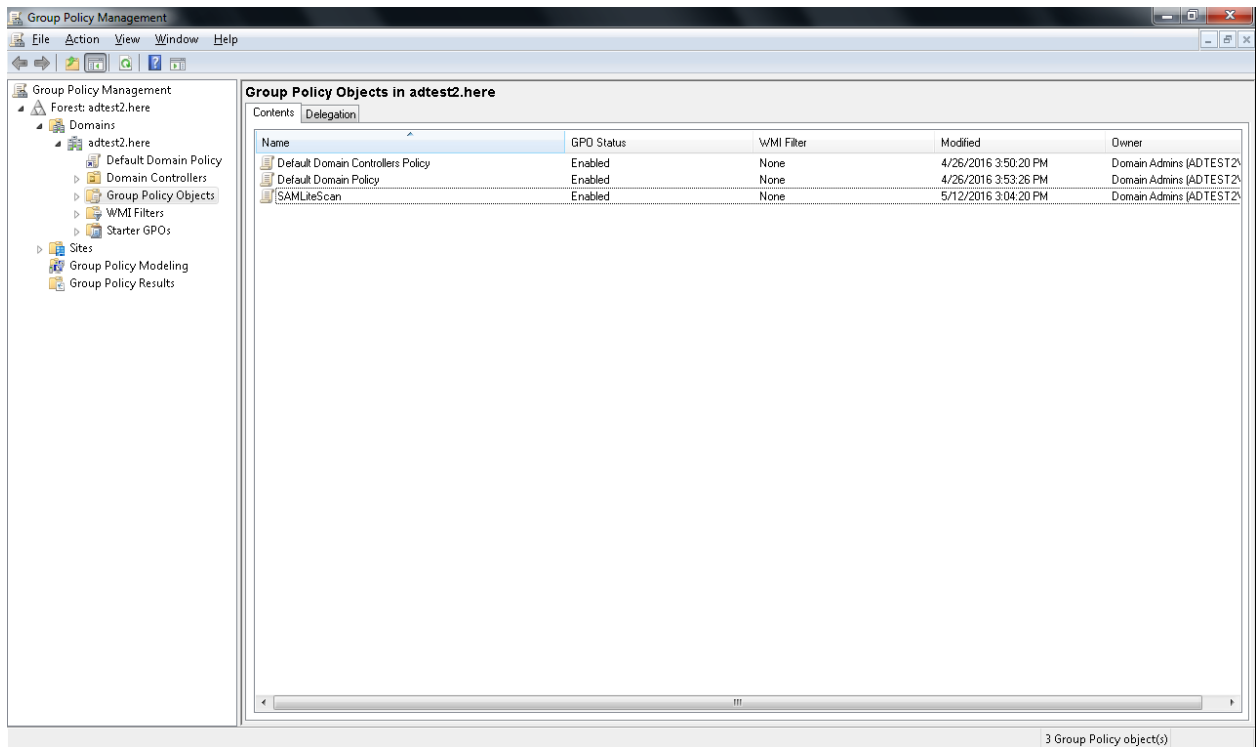 Group Policy Management
File Action View Window Help
Group Policy Management
Forest: adtest2.here
Domains
adtest2.here
Default Domain Policy
Domain Controllers
Group Policy Objects
WMI Filters
Starter GPOs
Sites
Group Policy Modeling
Group Policy Results
Group Policy Objects in adtest2.here
Contents Delegation
Name GPO Status WMI Filter Modified Owner
Default Domain Controllers Policy Enabled None 4/26/2016 3:50:20 PM Domain Admins (ADTEST2\
Default Domain Policy Enabled None 4/26/2016 3:53:26 PM Domain Admins (ADTEST2\
SAMLiteScan Enabled None 5/12/2016 3:04:20 PM Domain Admins (ADTEST2\
3 Group Policy object(s)